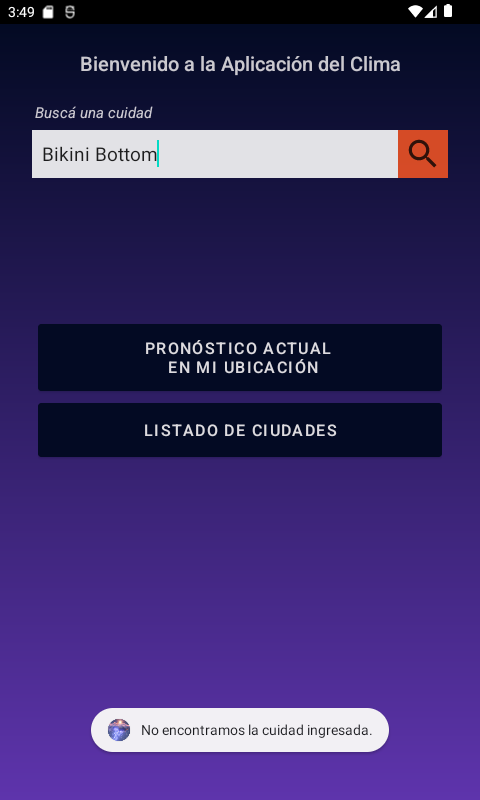 3:49
Bienvenido a la Aplicación del Clima
Buscá una cuidad
Bikini Bottom
PRONÓSTICO ACTUAL
EN MI UBICACIÓN
LISTADO DE CIUDADES
No encontramos la cuidad ingresada.